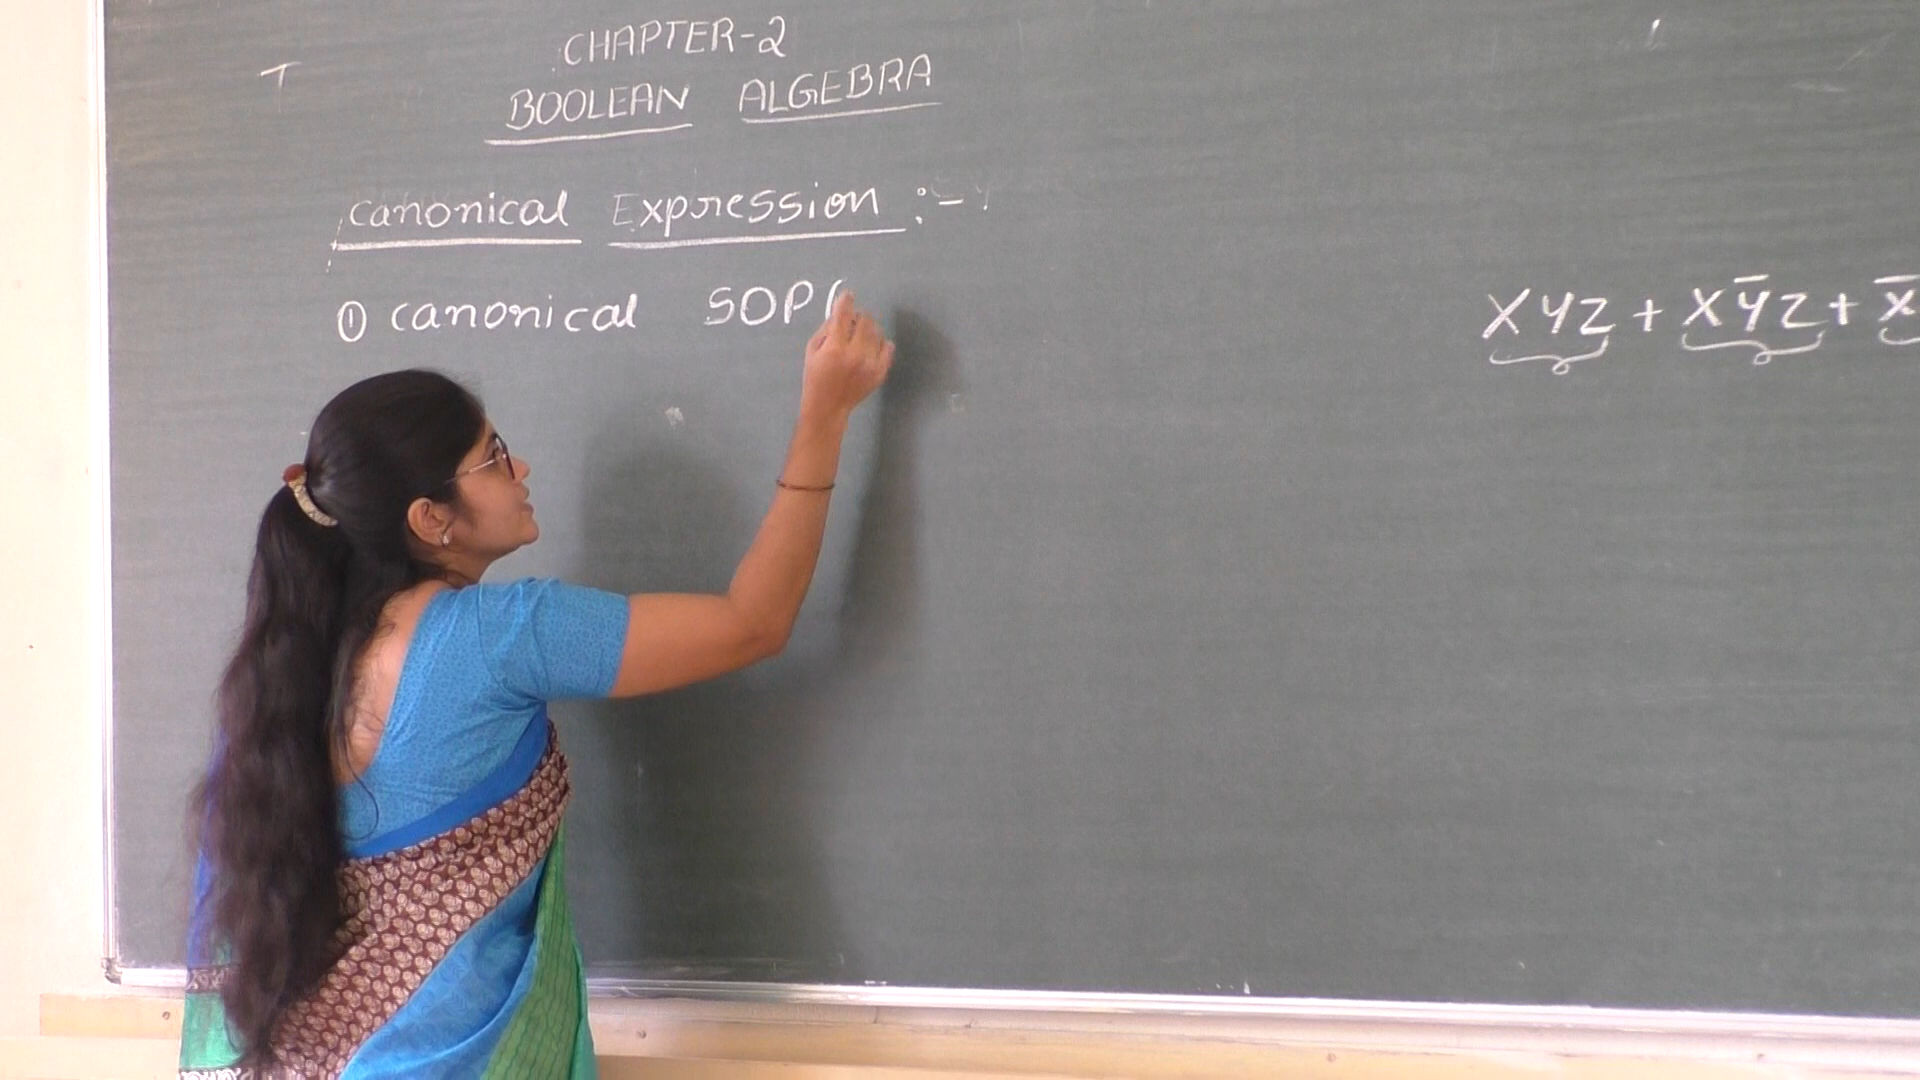 CHAPTER-2
BOOLEAN ALGEBRA
canonical Expression :-
① canonical SOP(
XYZ + XȲZ + X̄